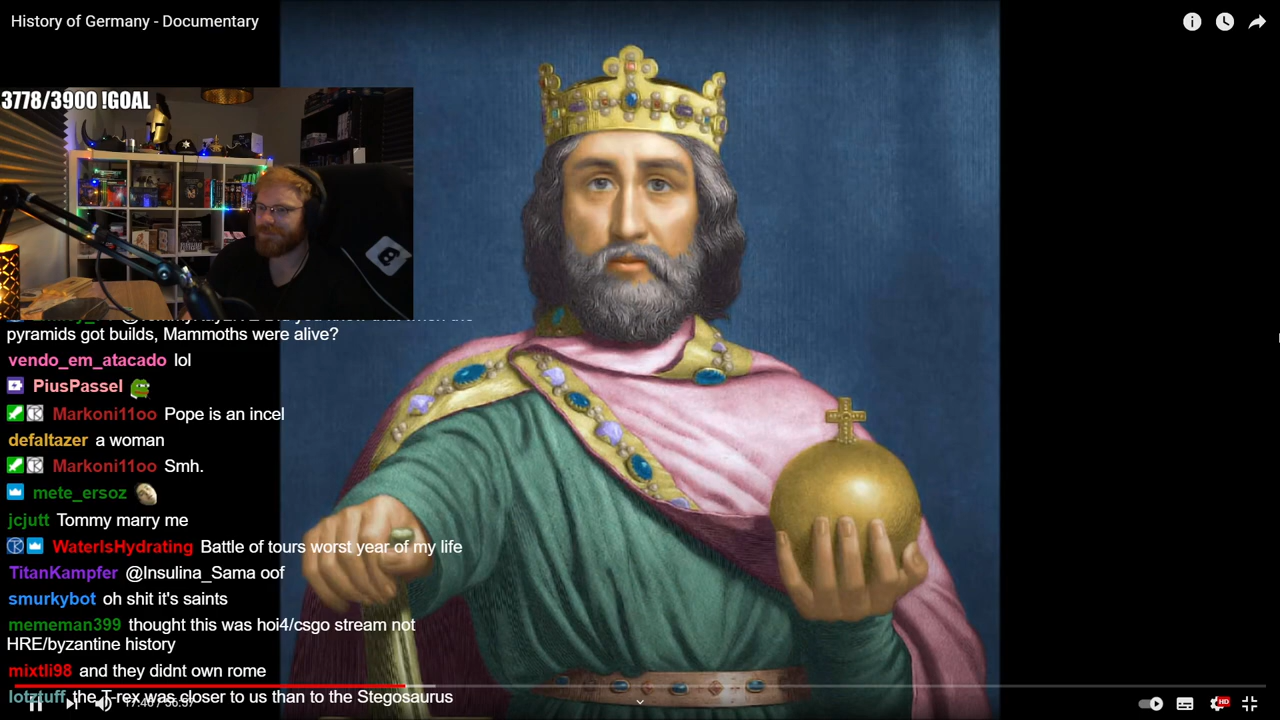 History of Germany - Documentary
3778/3900 !GOAL
pyramids got builds, Mammoths were alive?
vendo_em_atacado lol
PiusPassel
Markoni11oo Pope is an incel
defaltazer a woman
Markoni11oo Smh.
mete_ersoz
jcjutt Tommy marry me
WaterIsHydrating Battle of tours worst year of my life
TitanKampfer @Insulina_Sama oof
smurkybot oh shit it's saints
mememan399 thought this was hoi4/csgo stream not
HRE/byzantine history
mixtli98 and they didnt own rome
the T-rex was closer to us than to the Stegosaurus
HD